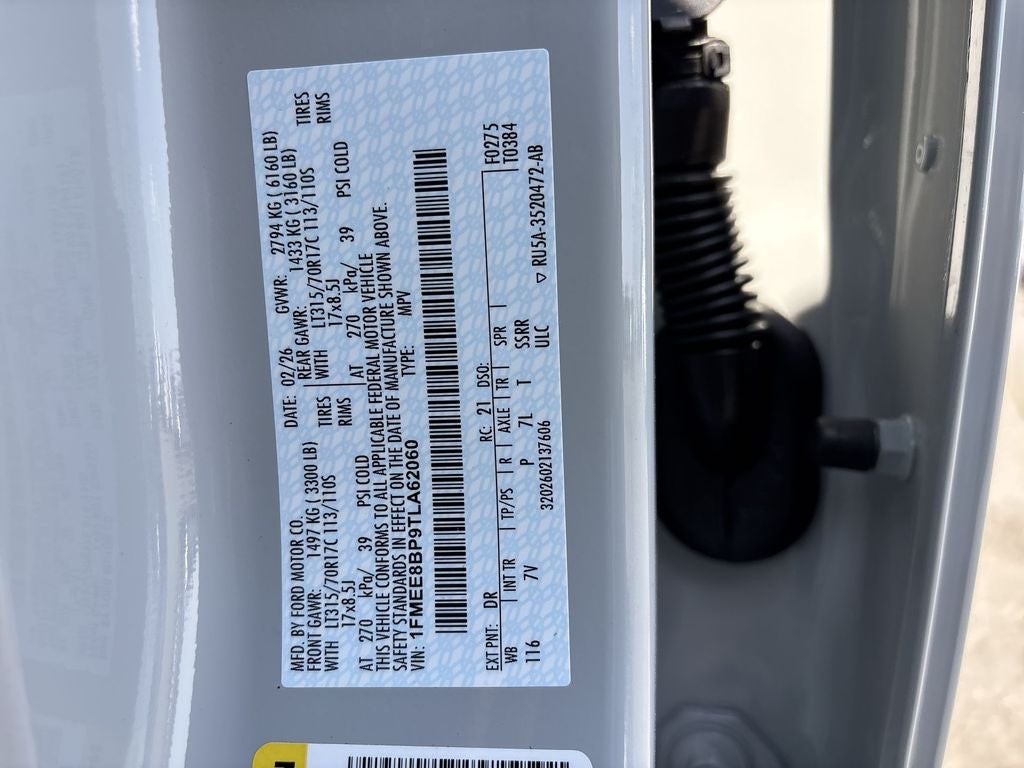 MFD. BY FORD MOTOR CO. DATE: 02/26 GVWR: 2794 KG ( 6160 LB)
FRONT GAWR: 1497 KG ( 3300 LB) REAR GAWR: 1433 KG ( 3160 LB)
WITH LT315/70R17C 113/110S TIRES WITH LT315/70R17C 113/110S TIRES
17x8.5J RIMS 17x8.5J RIMS
AT 270 kPa/ 39 PSI COLD AT 270 kPa/ 39 PSI COLD
THIS VEHICLE CONFORMS TO ALL APPLICABLE FEDERAL MOTOR VEHICLE
SAFETY STANDARDS IN EFFECT ON THE DATE OF MANUFACTURE SHOWN ABOVE.
VIN: 1FMEE8BP9TLA62060 TYPE: MPV
EXT PNT: DR RC: 21 DSO: F0275
WB INT TR TP/PS R AXLE TR SPR T0384
116 7V P 7L T SSRR
3202602137606 ULC ▽ RU5A-3520472-AB